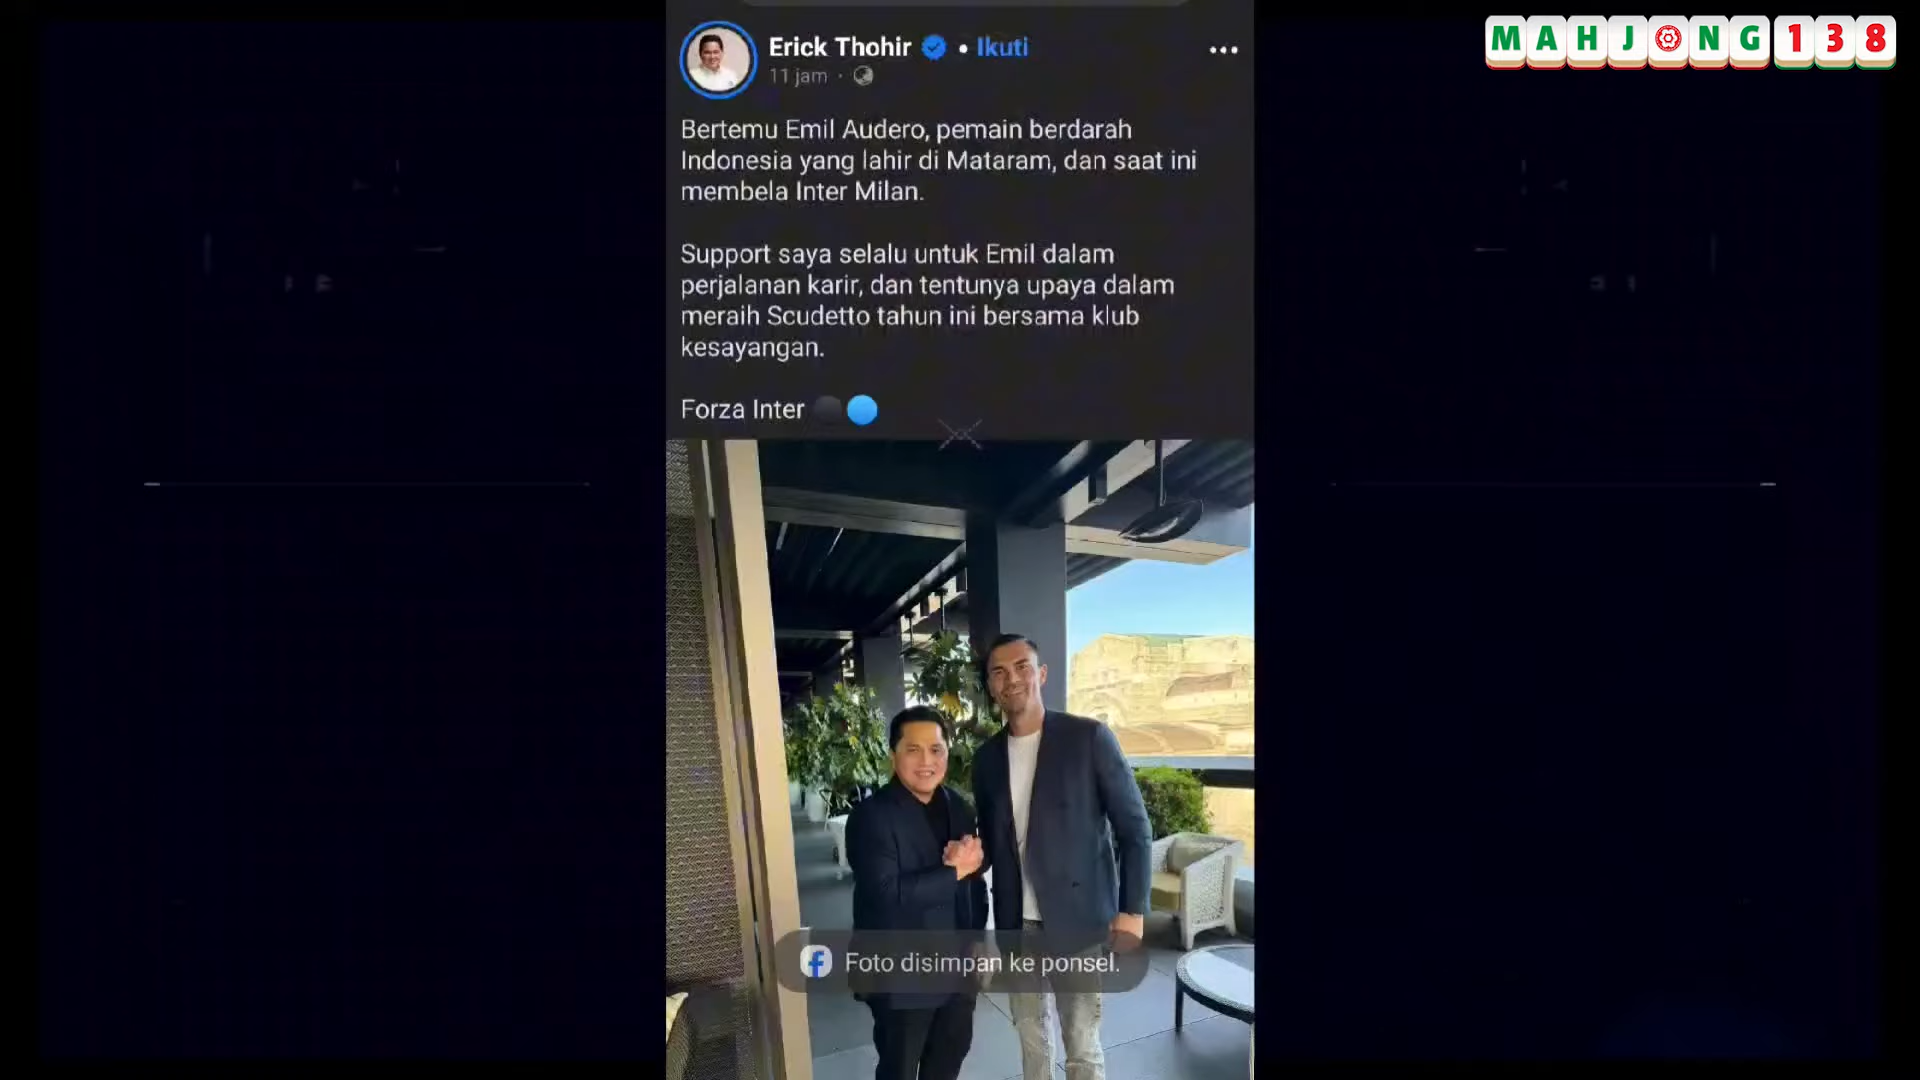 MAHJONG138
Erick Thohir • Ikuti
11 jam ·
Bertemu Emil Audero, pemain berdarah
Indonesia yang lahir di Mataram, dan saat ini
membela Inter Milan.
Support saya selalu untuk Emil dalam
perjalanan karir, dan tentunya upaya dalam
meraih Scudetto tahun ini bersama klub
kesayangan.
Forza Inter
Foto disimpan ke ponsel.